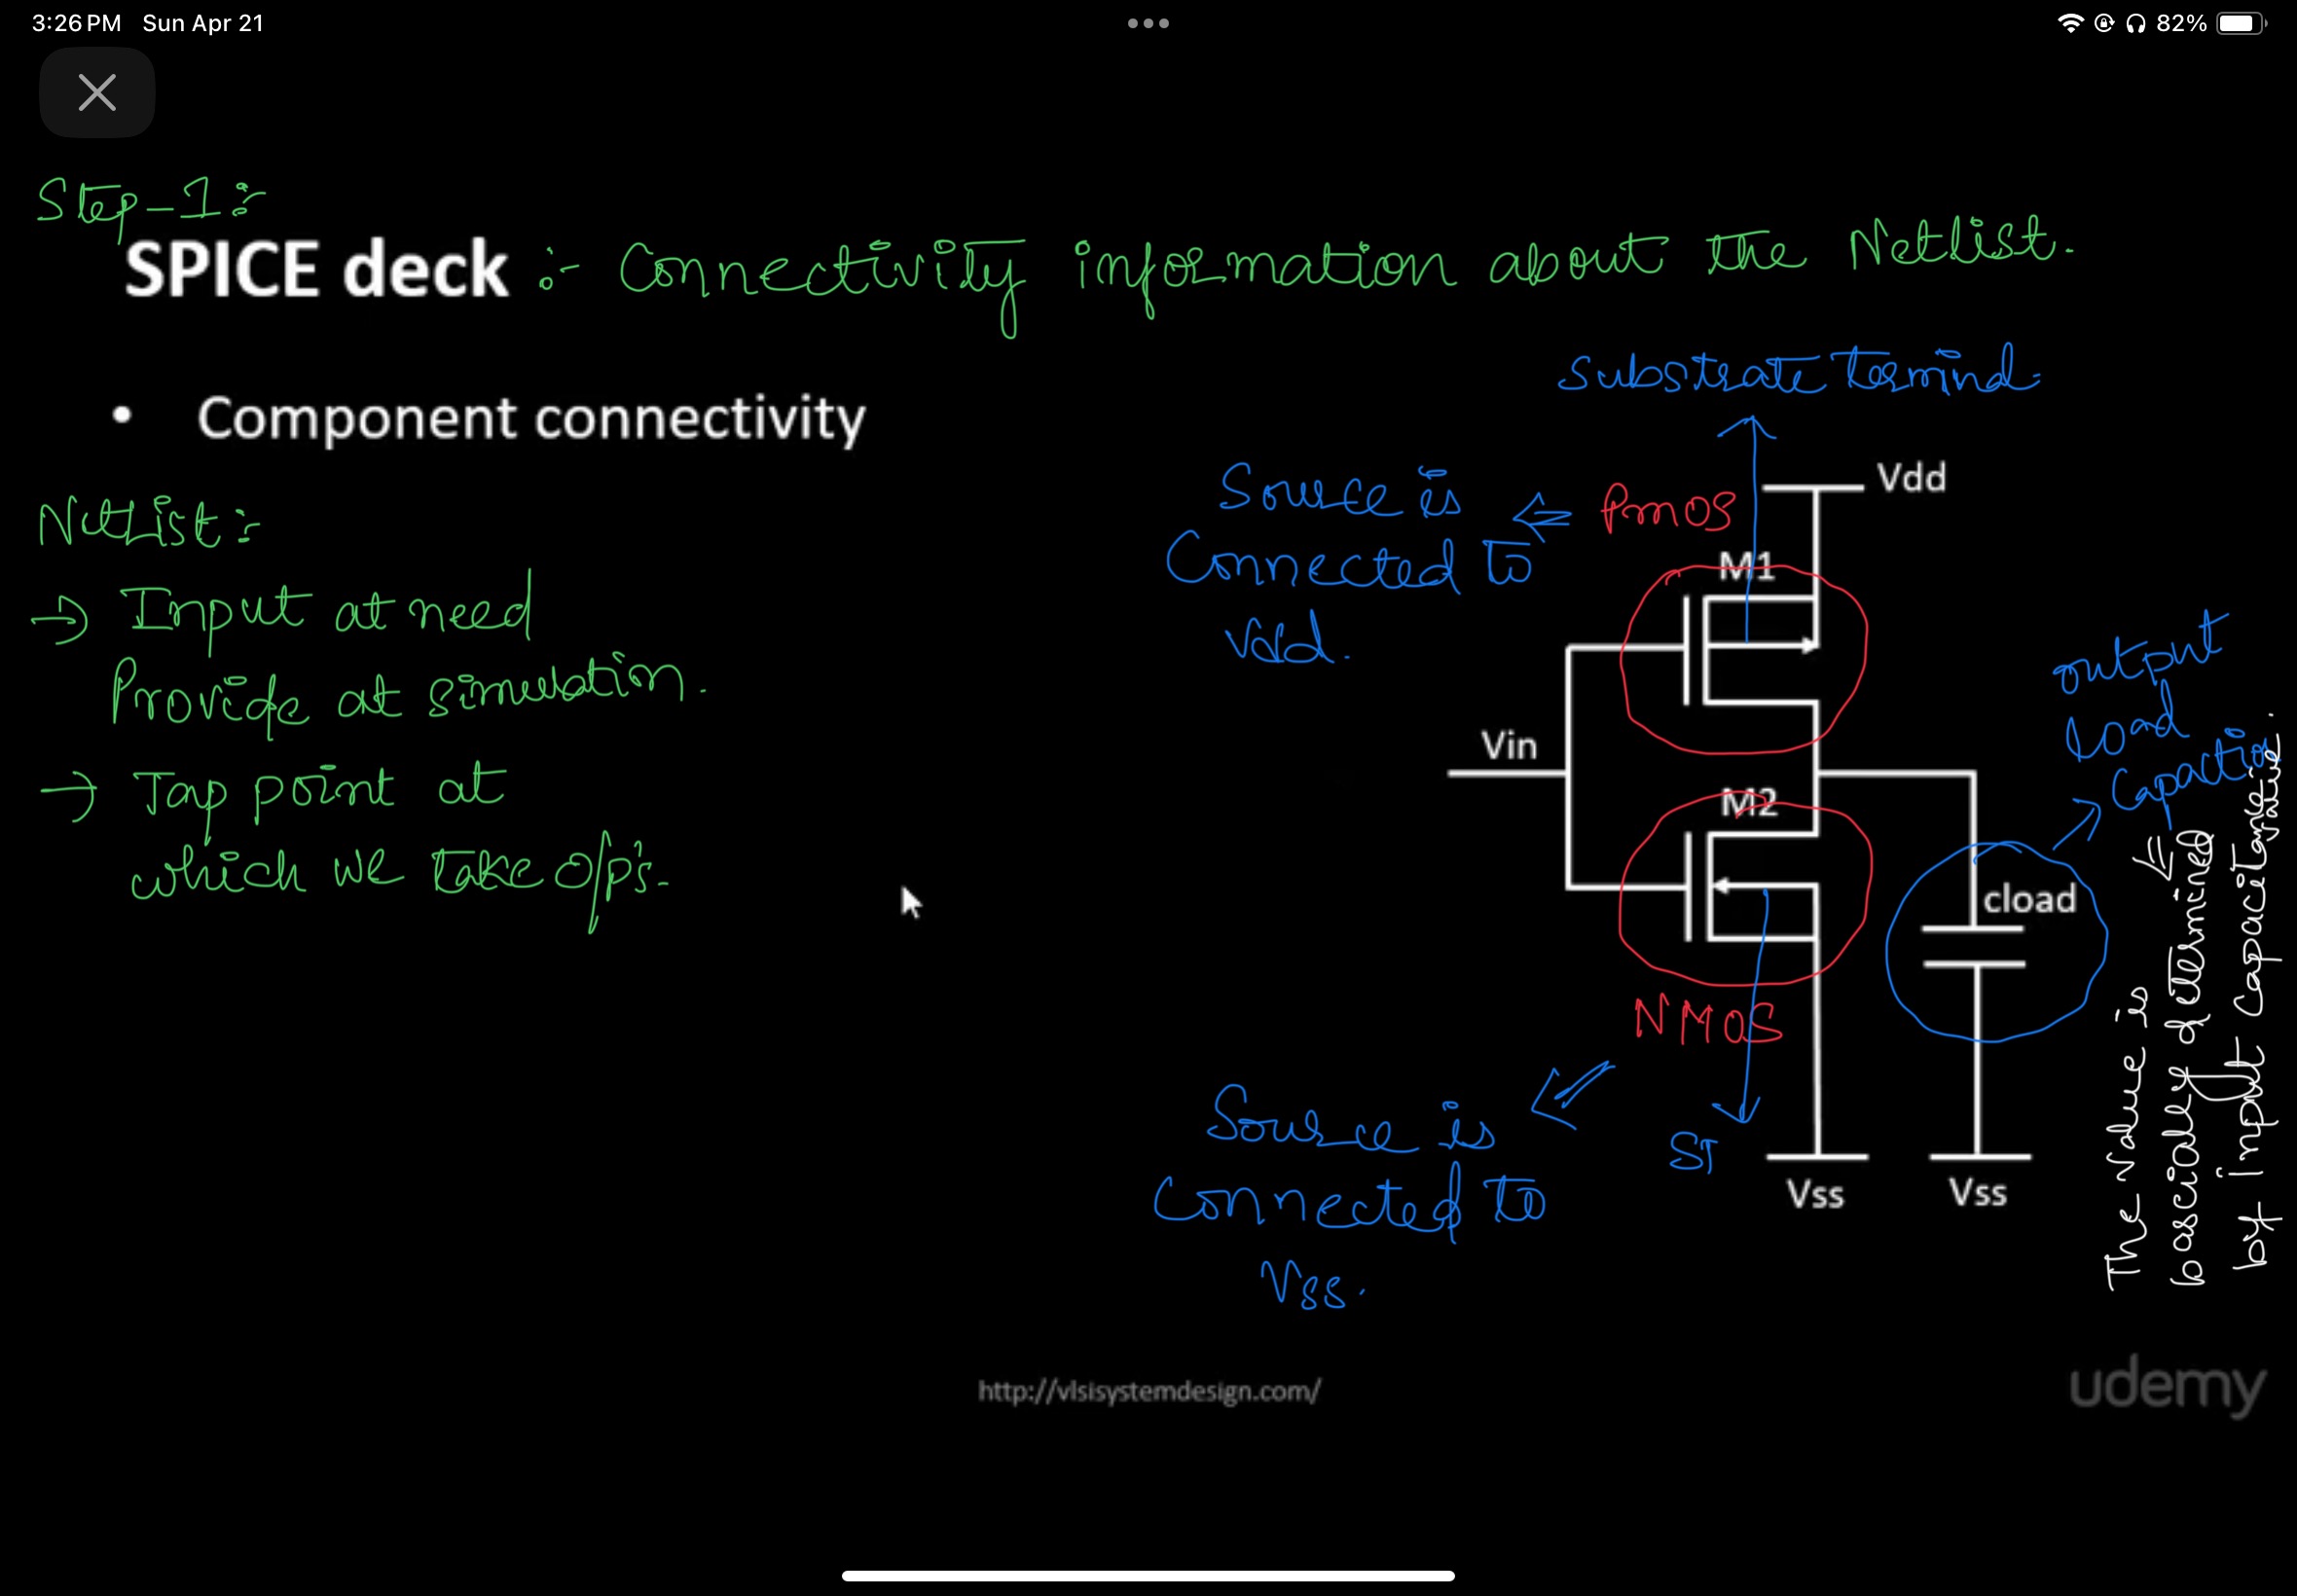 3:26 PM Sun Apr 21
82%
Step-1:-
SPICE deck :- Connectivity information about the Netlist.
• Component connectivity
Substrate terminal
NetList:-
→ Input at need
Provide at simulation.
→ Tap point at
which we take o/p's.
Source is
Connected to
Vdd.
⇐ PMOS
Vdd
M1
Vin
M2
NMOS
Source is
Connected to
Vss.
ST
Vss
Vss
cload
output
load
The value is
bascially determined
by input capacitance
value.
http://vlsisystemdesign.com/
udemy